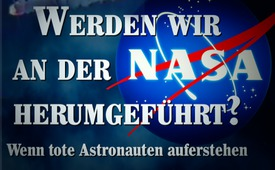 WERDEN WIR
AN DER NASA
HERUMGEFÜHRT?
Wenn tote Astronauten auferstehen